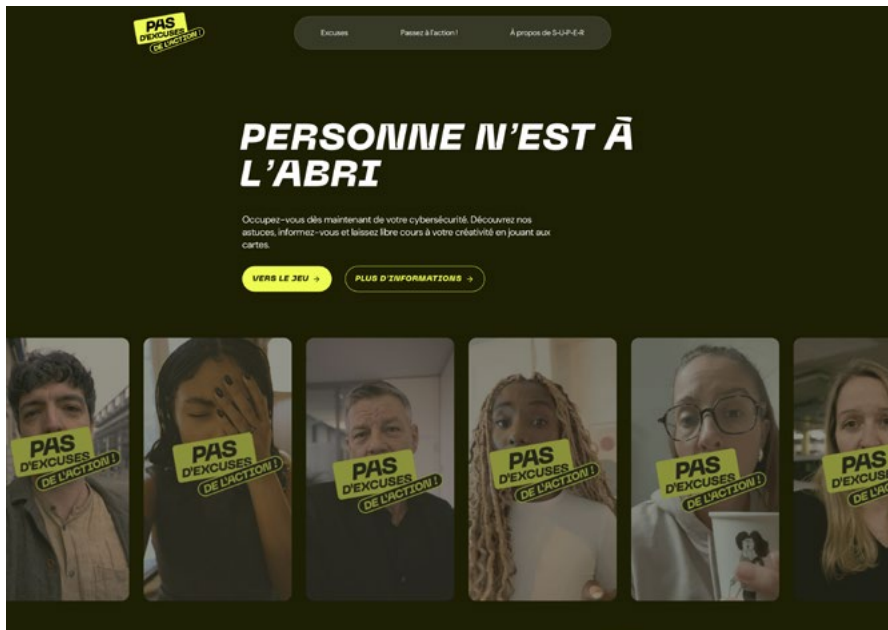 PAS
D'EXCUSES
DE L'ACTION !
Excuses
Passez à l'action !
À propos de S-U-P-E-R
PERSONNE N'EST À
L'ABRI
Occupez-vous dès maintenant de votre cybersécurité. Découvrez nos
astuces, informez-vous et laissez libre cours à votre créativité en jouant aux
cartes.
VERS LE JEU →
PLUS D'INFORMATIONS →
PAS
D'EXCUSES
DE L'ACTION !
PAS
D'EXCUSES
DE L'ACTION !
PAS
D'EXCUSES
DE L'ACTION !
PAS
D'EXCUSES
DE L'ACTION !
PAS
D'EXCUSES
DE L'ACTION !
PAS
D'EXCUSES
DE L'AC